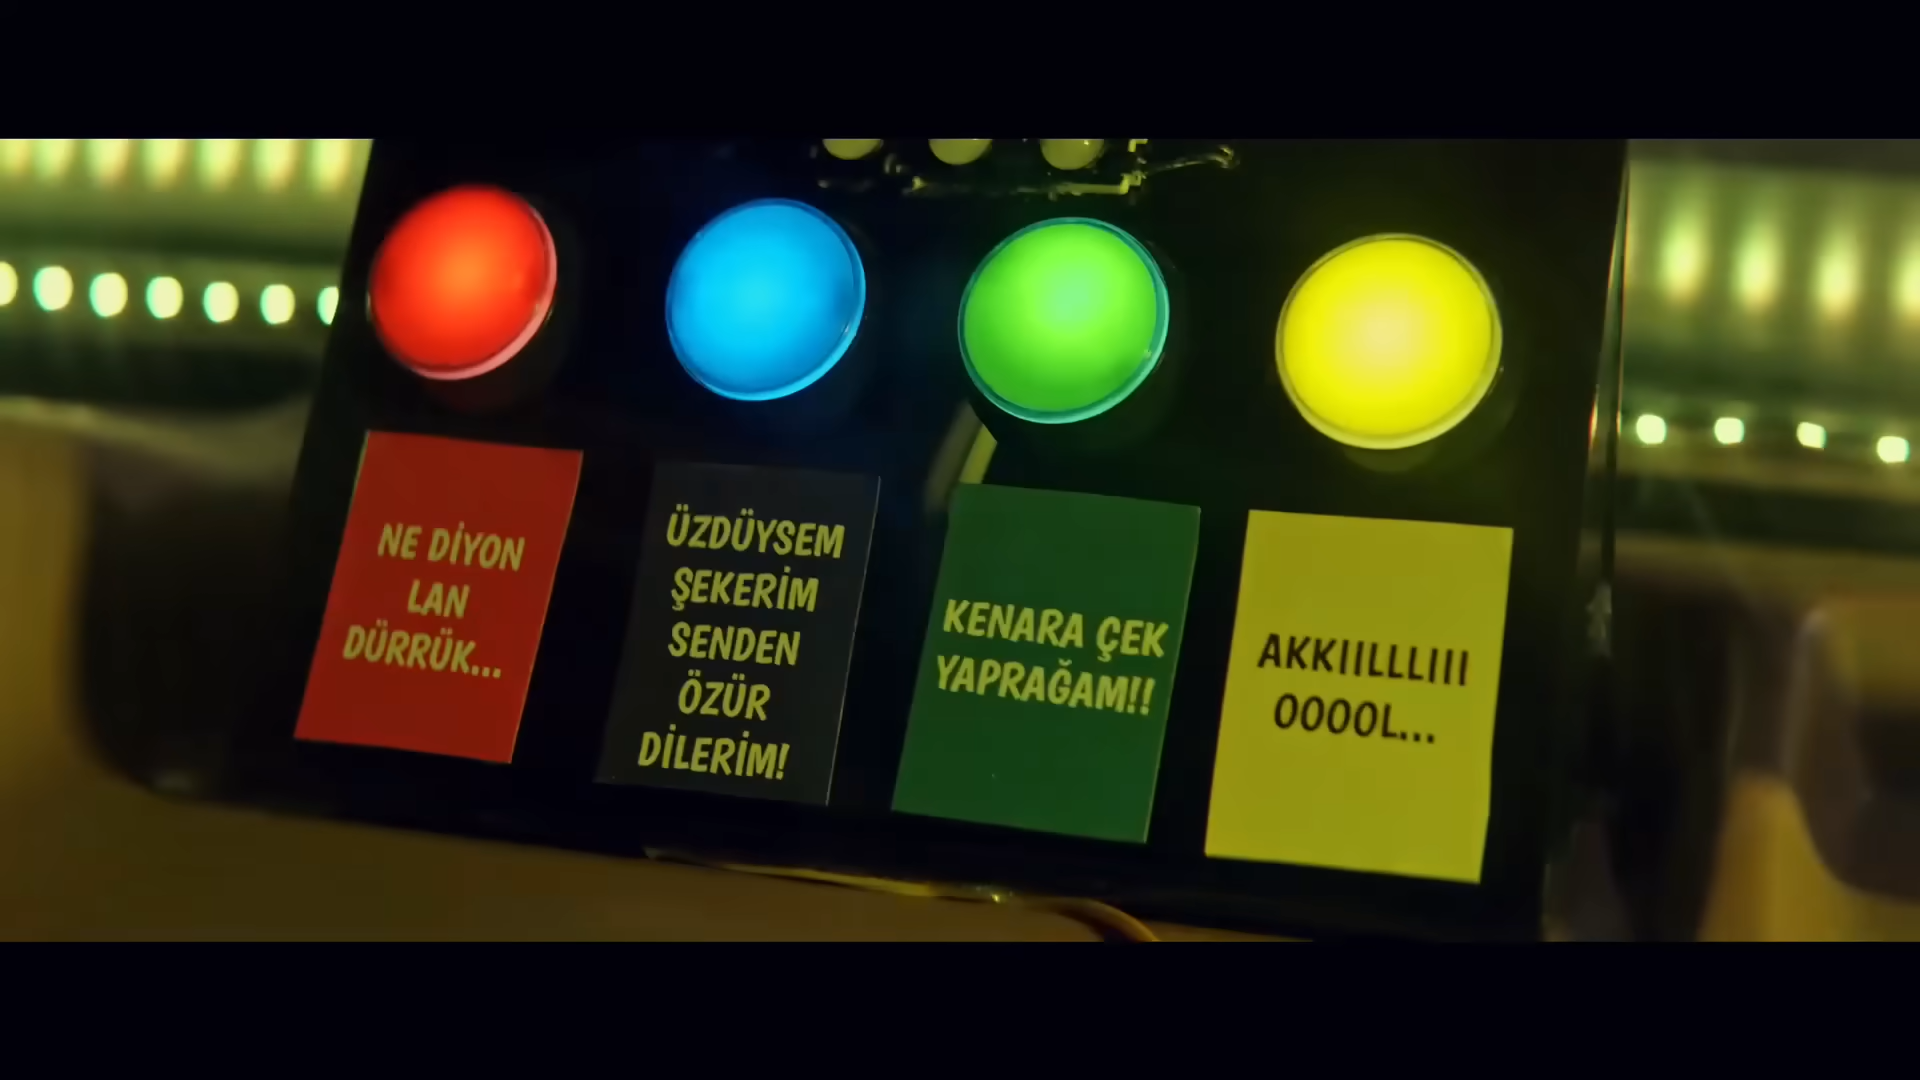 NE DİYON
LAN
DÜRRÜK...
ÜZDÜYSEM
ŞEKERİM
SENDEN
ÖZÜR
DİLERİM!
KENARA ÇEK
YAPRAĞAM!!
AKKIILLLIII
OOOOL...